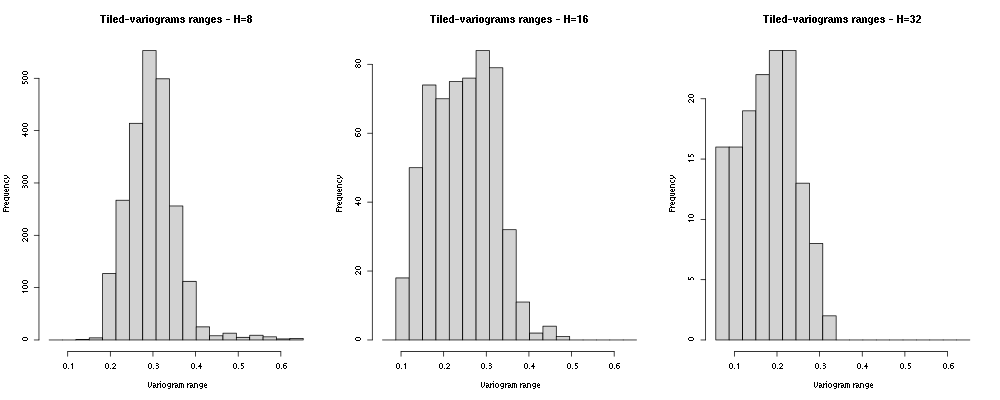 Tiled-variograms ranges - H=8
Frequency
0 100 200 300 400 500
0.1 0.2 0.3 0.4 0.5 0.6
Variogram range
Tiled-variograms ranges - H=16
Frequency
0 20 40 60 80
0.1 0.2 0.3 0.4 0.5 0.6
Variogram range
Tiled-variograms ranges - H=32
Frequency
0 5 10 15 20
0.1 0.2 0.3 0.4 0.5 0.6
Variogram range